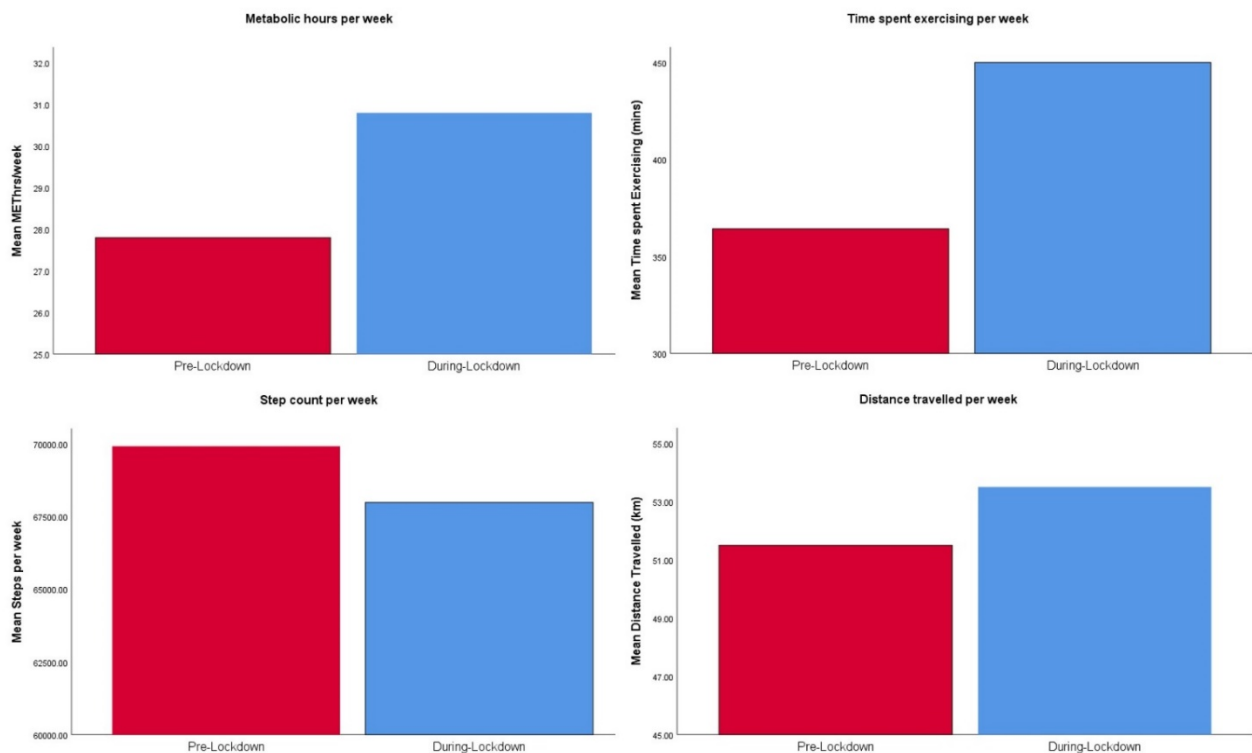 Metabolic hours per week
Mean METhrs/week
32.0
31.0
30.0
29.0
28.0
27.0
26.0
25.0
Pre-Lockdown
During-Lockdown
Time spent exercising per week
Mean Time spent Exercising (mins)
450
400
350
300
Pre-Lockdown
During-Lockdown
Step count per week
Mean Steps per week
70000.00
67500.00
65000.00
62500.00
60000.00
Pre-Lockdown
During-Lockdown
Distance travelled per week
Mean Distance Travelled (km)
55.00
53.00
51.00
49.00
47.00
45.00
Pre-Lockdown
During-Lockdown